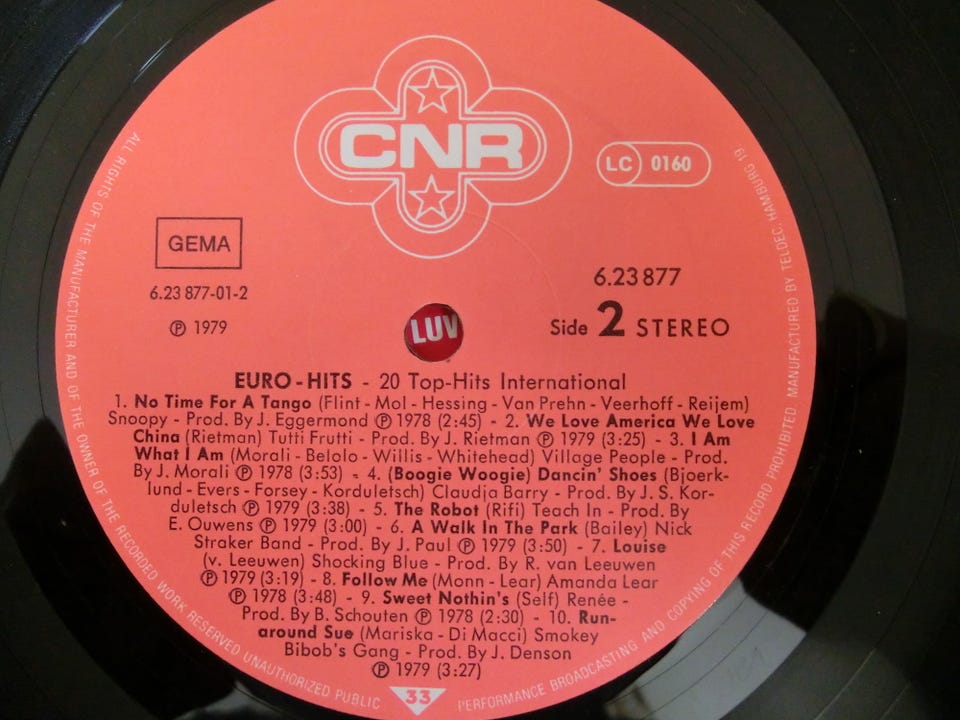 CNR
LC 0160
GEMA
6.23 877-01-2
℗ 1979
6.23 877
Side 2 STEREO
LUV
EURO-HITS - 20 Top-Hits International
1. No Time For A Tango (Flint - Mol - Hessing - Van Prehn - Veerhoff - Reijem)
Snoopy - Prod. By J. Eggermond ℗ 1978 (2:45) - 2. We Love America We Love
China (Rietman) Tutti Frutti - Prod. By J. Rietman ℗ 1979 (3:25) - 3. I Am
What I Am (Morali - Belolo - Willis - Whitehead) Village People - Prod.
By J. Morali ℗ 1978 (3:53) - 4. (Boogie Woogie) Dancin' Shoes (Bjoerk-
lund - Evers - Forsey - Korduletsch) Claudja Barry - Prod. By J. S. Kor-
duletsch ℗ 1979 (3:38) - 5. The Robot (Rifi) Teach In - Prod. By
E. Ouwens ℗ 1979 (3:00) - 6. A Walk In The Park (Bailey) Nick
Straker Band - Prod. By J. Paul ℗ 1979 (3:50) - 7. Louise
(v. Leeuwen) Shocking Blue - Prod. By R. van Leeuwen
℗ 1979 (3:19) - 8. Follow Me (Monn - Lear) Amanda Lear
℗ 1978 (3:48) - 9. Sweet Nothin's (Self) Renée -
Prod. By B. Schouten ℗ 1978 (2:30) - 10. Run-
around Sue (Mariska - Di Macci) Smokey
Bibob's Gang - Prod. By J. Denson
℗ 1979 (3:27)
33
ALL RIGHTS OF THE MANUFACTURER AND OF THE OWNER OF THE RECORDED WORK RESERVED UNAUTHORIZED PUBLIC PERFORMANCE BROADCASTING AND COPYING OF THIS RECORD PROHIBITED MANUFACTURED BY TELDEC, HAMBURG 19.